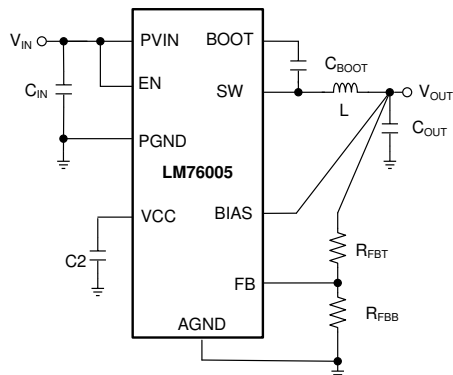 V_IN
PVIN
BOOT
C_BOOT
EN
C_IN
SW
V_OUT
L
C_OUT
PGND
LM76005
VCC
BIAS
C2
R_FBT
FB
R_FBB
AGND